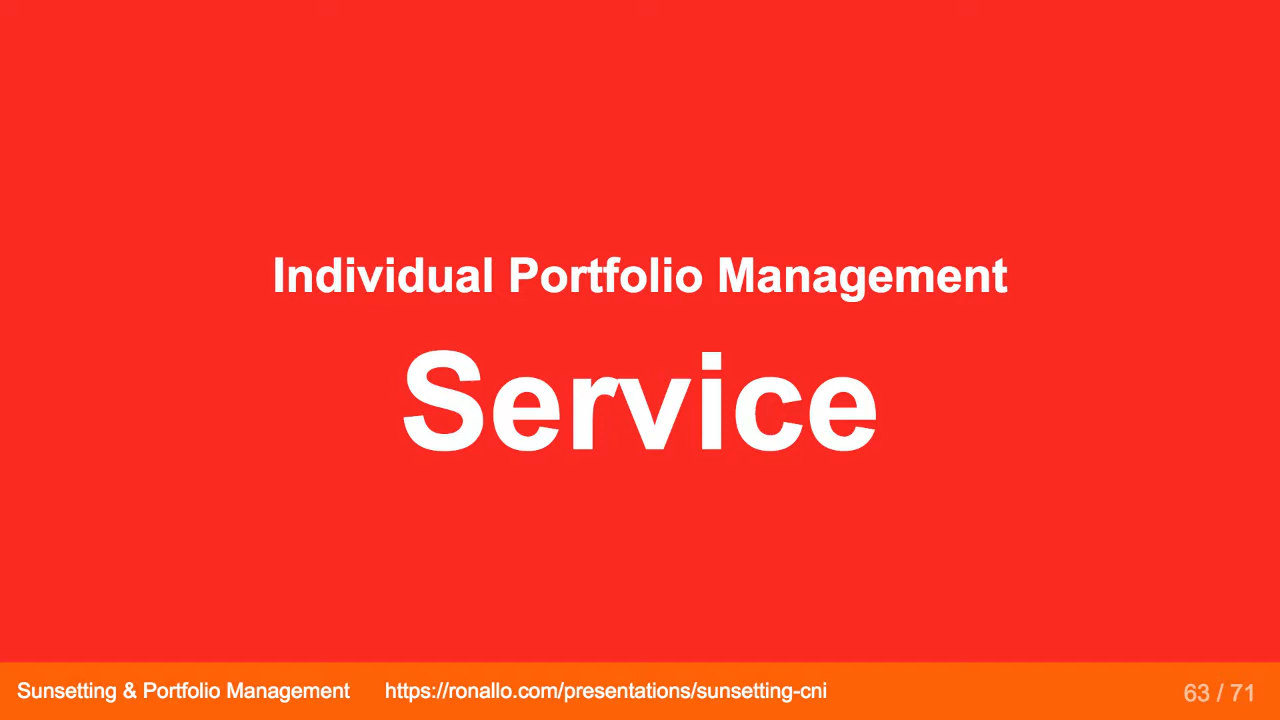 Individual Portfolio Management
Service
Sunsetting & Portfolio Management https://ronallo.com/presentations/sunsetting-cni 63 / 71